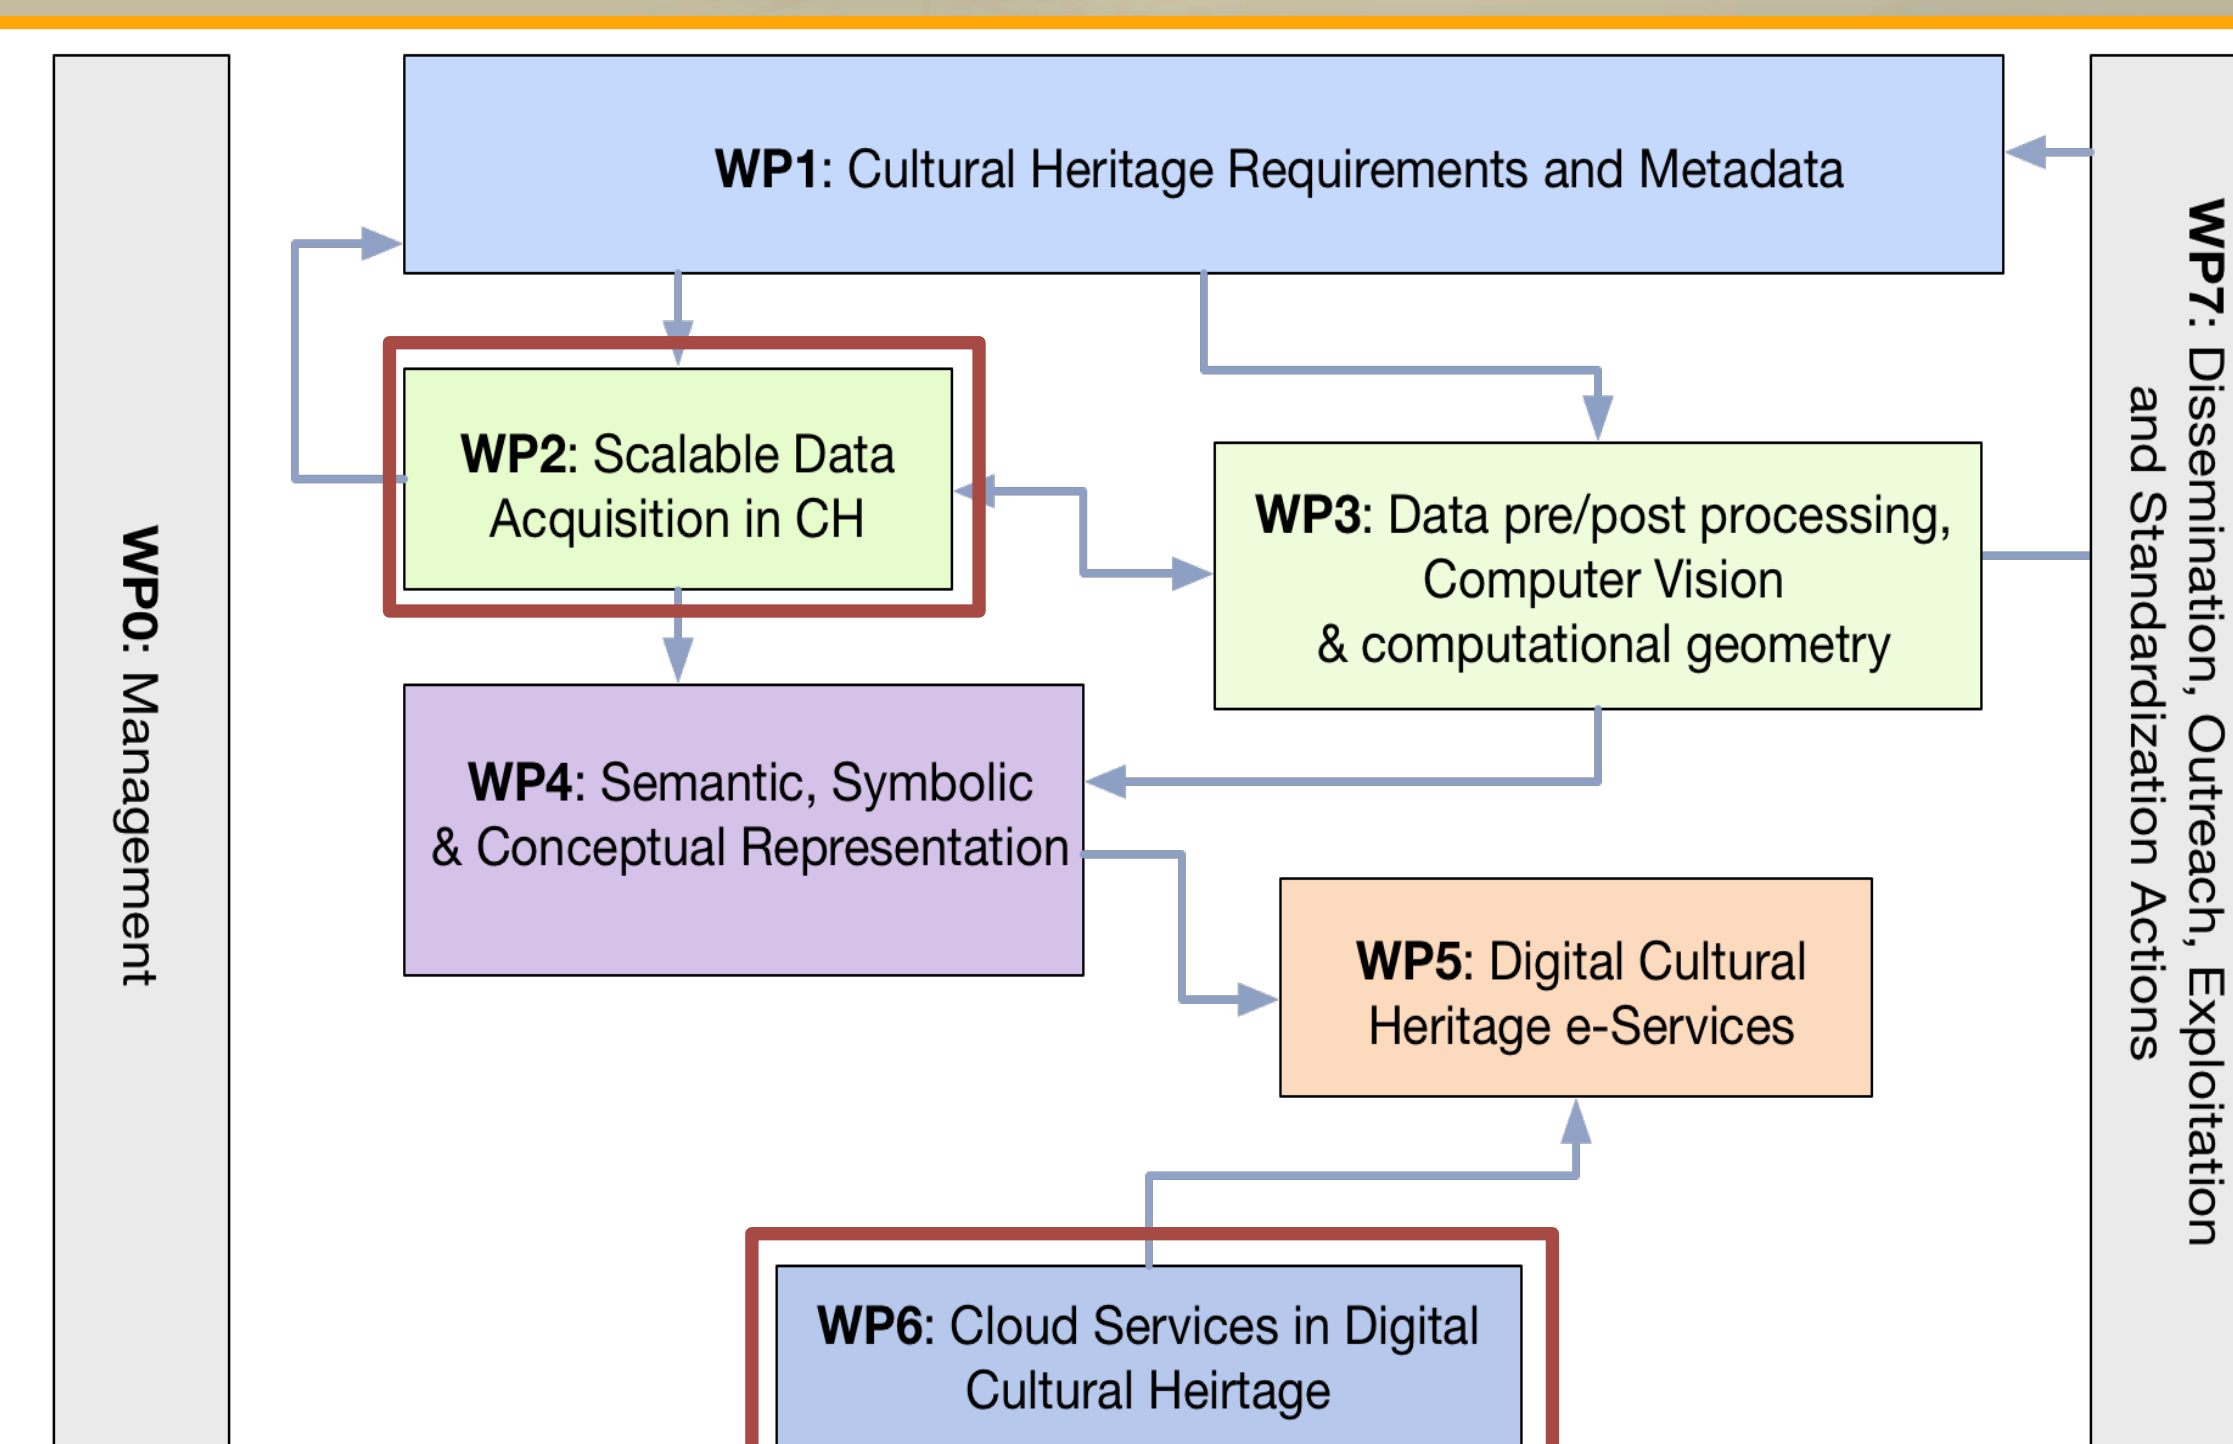 WP0: Management
WP1: Cultural Heritage Requirements and Metadata
WP2: Scalable Data
Acquisition in CH
WP3: Data pre/post processing,
Computer Vision
& computational geometry
WP4: Semantic, Symbolic
& Conceptual Representation
WP5: Digital Cultural
Heritage e-Services
WP6: Cloud Services in Digital
Cultural Heirtage
WP7: Dissemination, Outreach, Exploitation
and Standardization Actions